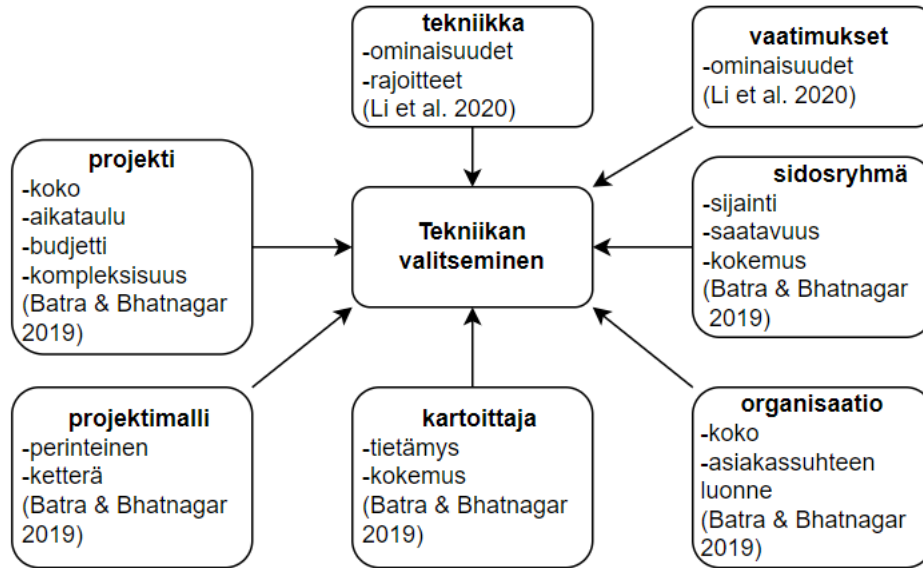 tekniikka
-ominaisuudet
-rajoitteet
(Li et al. 2020)
vaatimukset
-ominaisuudet
(Li et al. 2020)
projekti
-koko
-aikataulu
-budjetti
-kompleksisuus
(Batra & Bhatnagar
2019)
Tekniikan
valitseminen
sidosryhmä
-sijainti
-saatavuus
-kokemus
(Batra & Bhatnagar
2019)
projektimalli
-perinteinen
-ketterä
(Batra & Bhatnagar
2019)
kartoittaja
-tietämys
-kokemus
(Batra & Bhatnagar
2019)
organisaatio
-koko
-asiakassuhteen
luonne
(Batra & Bhatnagar
2019)